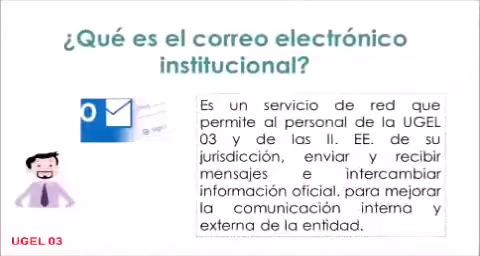 ¿Qué es el correo electrónico
institucional?
Es un servicio de red que
permite al personal de la UGEL
03 y de las II. EE. de su
jurisdicción, enviar y recibir
mensajes e intercambiar
información oficial, para mejorar
la comunicación interna y
externa de la entidad.
UGEL 03